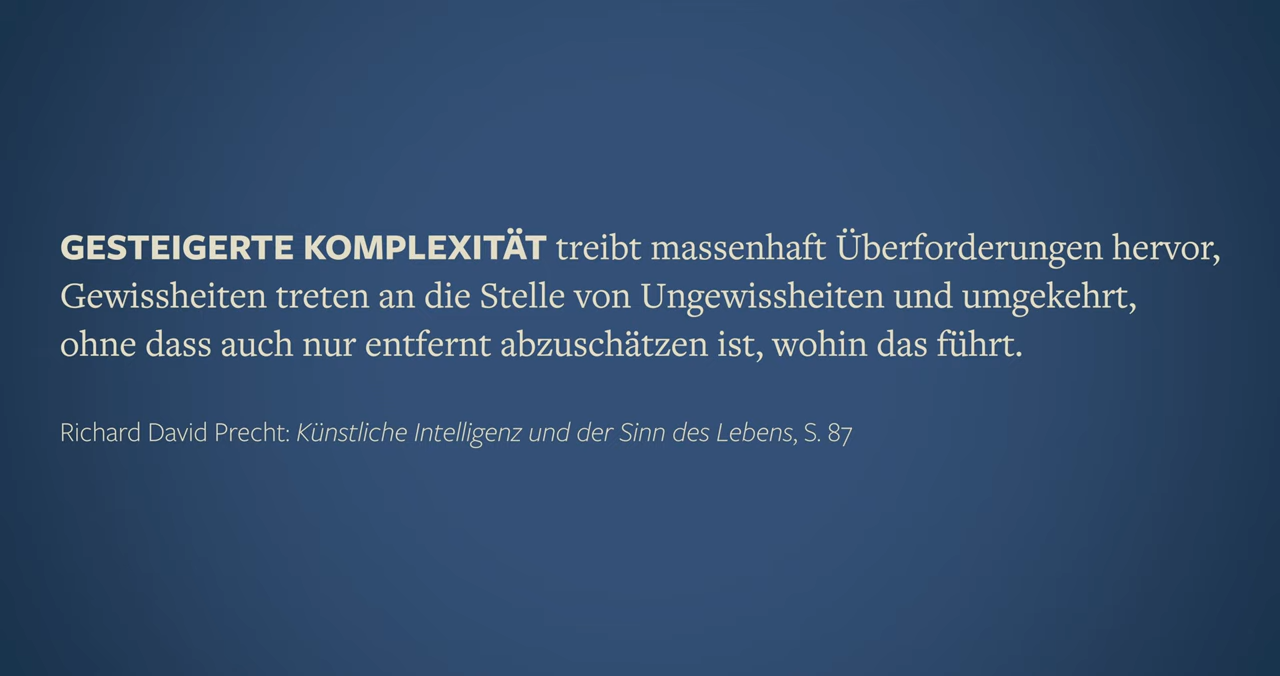 GESTEIGERTE KOMPLEXITÄT treibt massenhaft Überforderungen hervor,
Gewissheiten treten an die Stelle von Ungewissheiten und umgekehrt,
ohne dass auch nur entfernt abzuschätzen ist, wohin das führt.
Richard David Precht: Künstliche Intelligenz und der Sinn des Lebens, S. 87